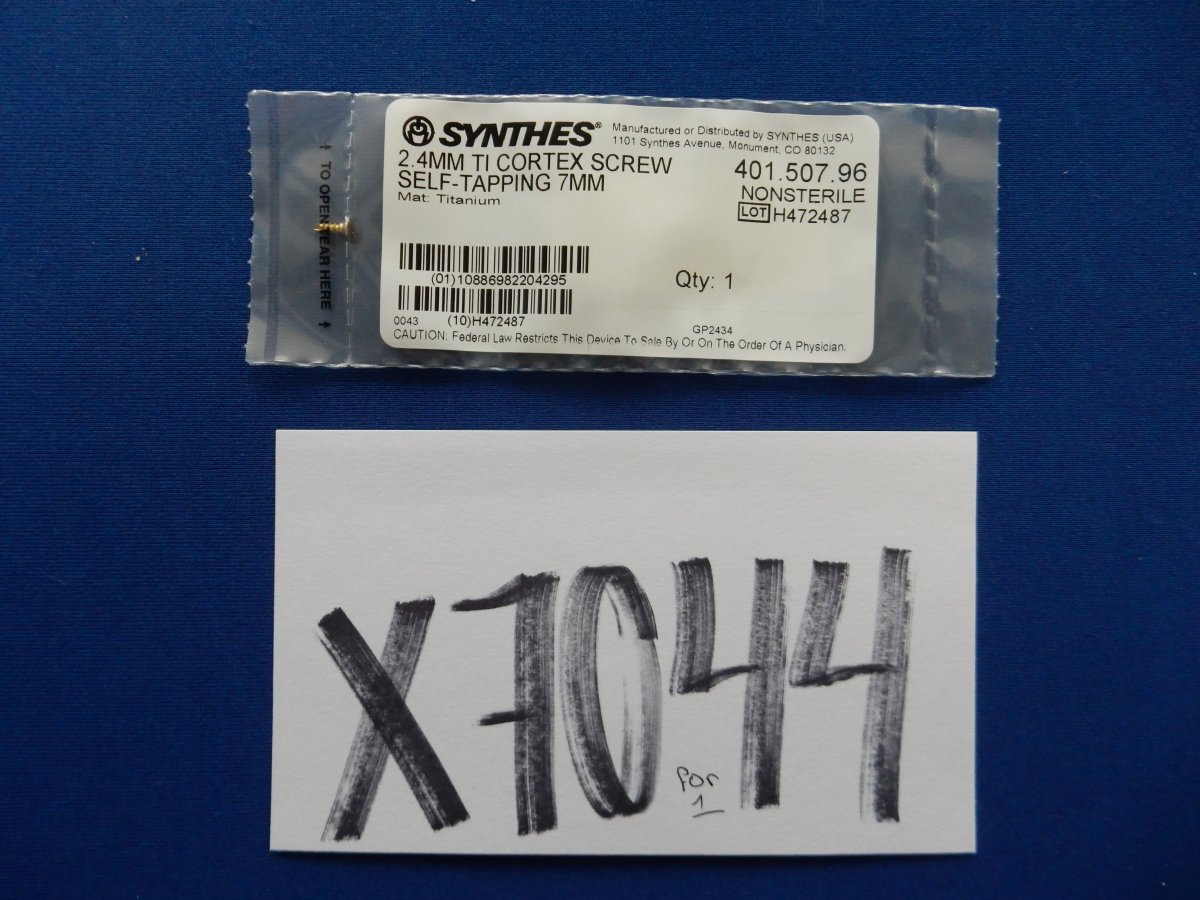 ↑ TO OPEN TEAR HERE ↑
SYNTHES®
Manufactured or Distributed by SYNTHES (USA)
1101 Synthes Avenue, Monument, CO 80132
2.4MM TI CORTEX SCREW
SELF-TAPPING 7MM
Mat: Titanium
401.507.96
NONSTERILE
LOT H472487
(01)10886982204295
Qty: 1
0043 (10)H472487
GP2434
CAUTION: Federal Law Restricts This Device To Sale By Or On The Order Of A Physician.
X7044
for
1